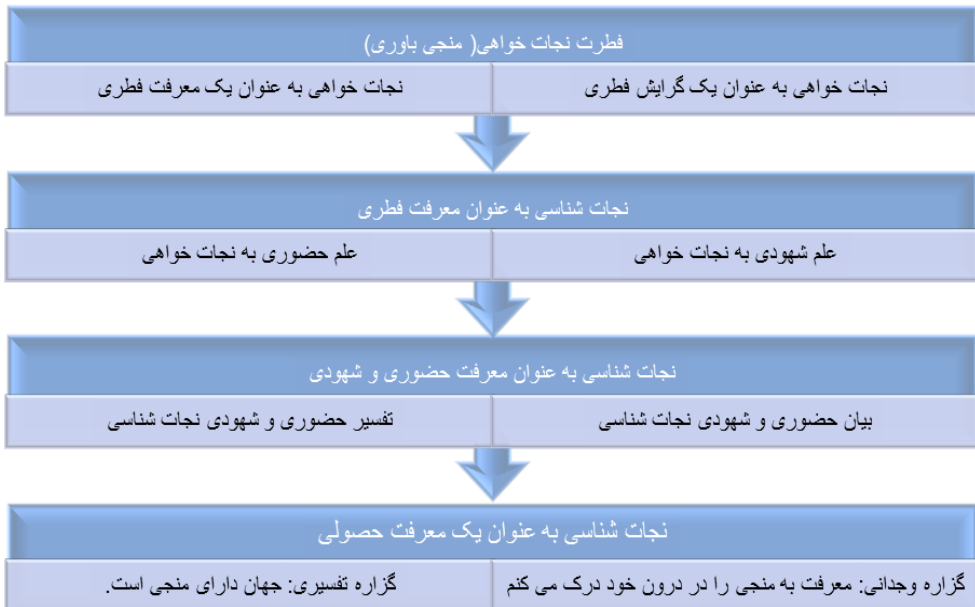 فطرت نجات خواهی( منجی باوری)
نجات خواهی به عنوان یک گرایش فطری
نجات خواهی به عنوان یک معرفت فطری
نجات شناسی به عنوان معرفت فطری
علم شهودی به نجات خواهی
علم حضوری به نجات خواهی
نجات شناسی به عنوان معرفت حضوری و شهودی
بیان حضوری و شهودی نجات شناسی
تفسیر حضوری و شهودی نجات شناسی
نجات شناسی به عنوان یک معرفت حصولی
گزاره وجدانی: معرفت به منجی را در درون خود درک می کنم
گزاره تفسیری: جهان دارای منجی است.